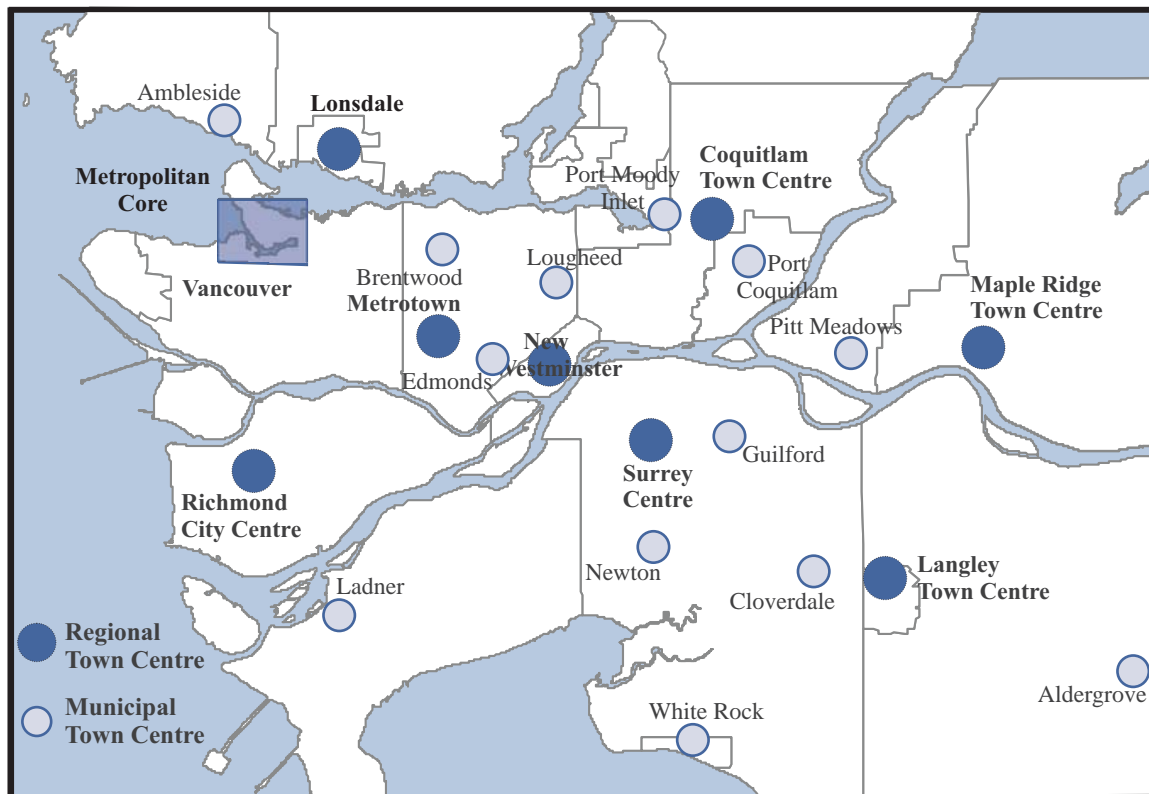 Ambleside
Lonsdale
Metropolitan
Core
Port Moody
Inlet
Coquitlam
Town Centre
Vancouver
Brentwood
Lougheed
Port
Coquitlam
Metrotown
Edmonds
New
Westminster
Pitt Meadows
Maple Ridge
Town Centre
Richmond
City Centre
Surrey
Centre
Guilford
Newton
Cloverdale
Langley
Town Centre
Ladner
White Rock
Aldergrove
Regional
Town Centre
Municipal
Town Centre